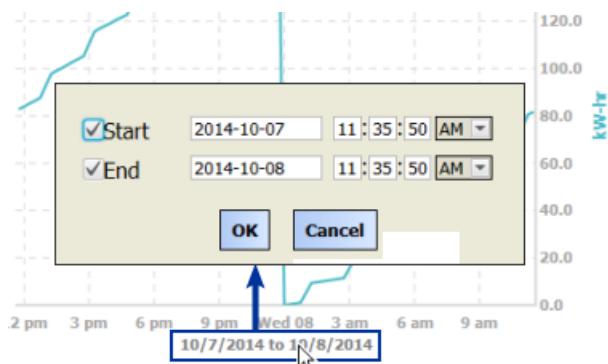 120.0
100.0
80.0
kW-hr
Start 2014-10-07 11:35:50 AM
End 2014-10-08 11:35:50 AM
60.0
OK Cancel
40.0
20.0
0.0
2 pm 3 pm 6 pm 9 pm Wed 08 3 am 6 am 9 am
10/7/2014 to 10/8/2014